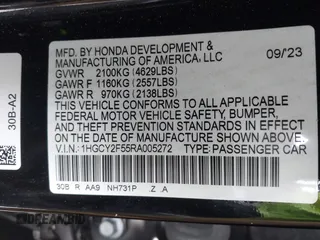 MFD. BY HONDA DEVELOPMENT &
MANUFACTURING OF AMERICA, LLC 09/23
GVWR 2100KG (4629LBS)
GAWR F 1160KG (2557LBS)
GAWR R 970KG (2138LBS)
THIS VEHICLE CONFORMS TO ALL APPLICABLE
FEDERAL MOTOR VEHICLE SAFETY, BUMPER,
AND THEFT PREVENTION STANDARDS IN EFFECT
ON THE DATE OF MANUFACTURE SHOWN ABOVE.
V.I.N.: 1HGCY2F55RA005272 TYPE: PASSENGER CAR
30B R AA9 NH731P .Z .A
30B-A2